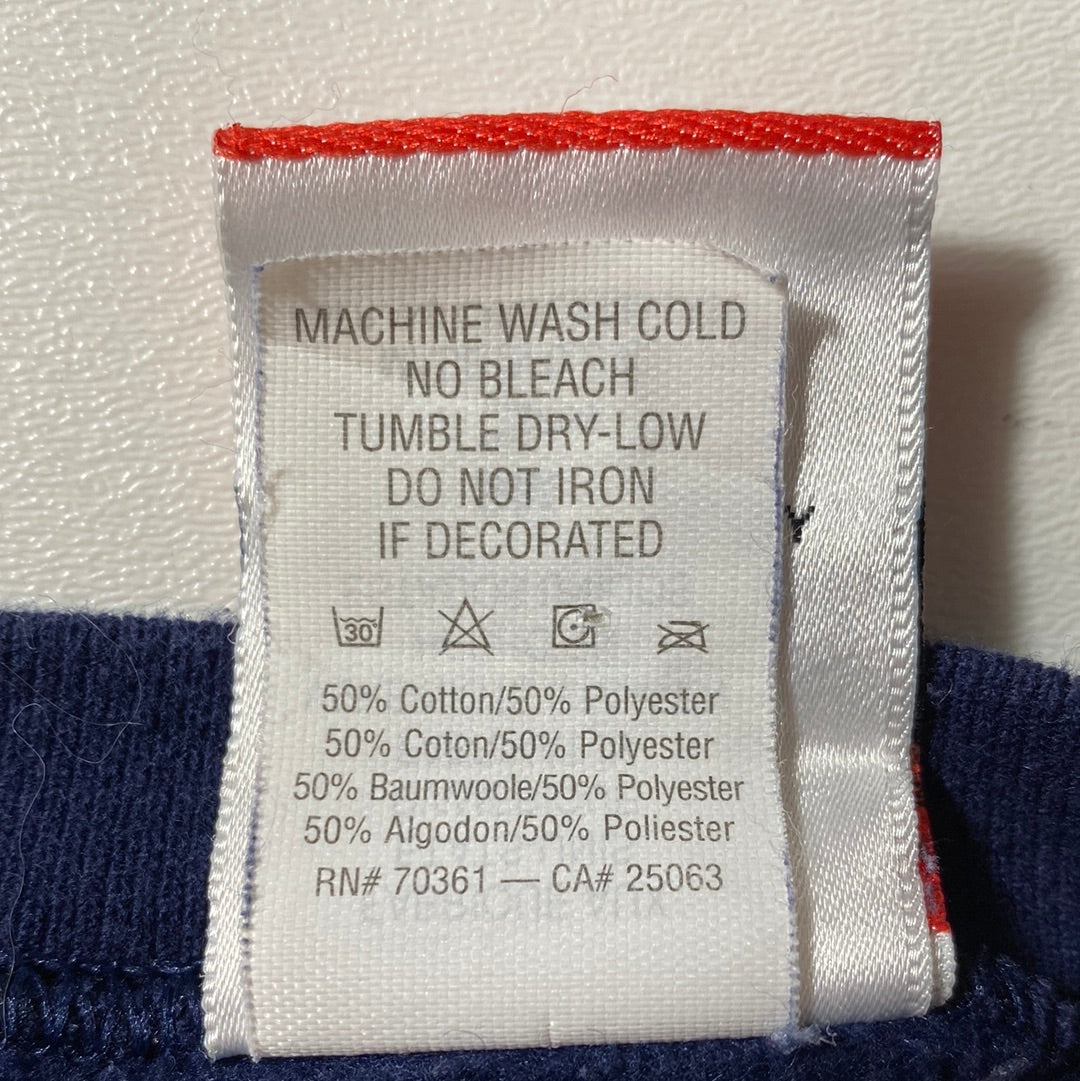 MACHINE WASH COLD
NO BLEACH
TUMBLE DRY-LOW
DO NOT IRON
IF DECORATED
30
50% Cotton/50% Polyester
50% Coton/50% Polyester
50% Baumwoole/50% Polyester
50% Algodon/50% Poliester
RN# 70361 — CA# 25063
Y